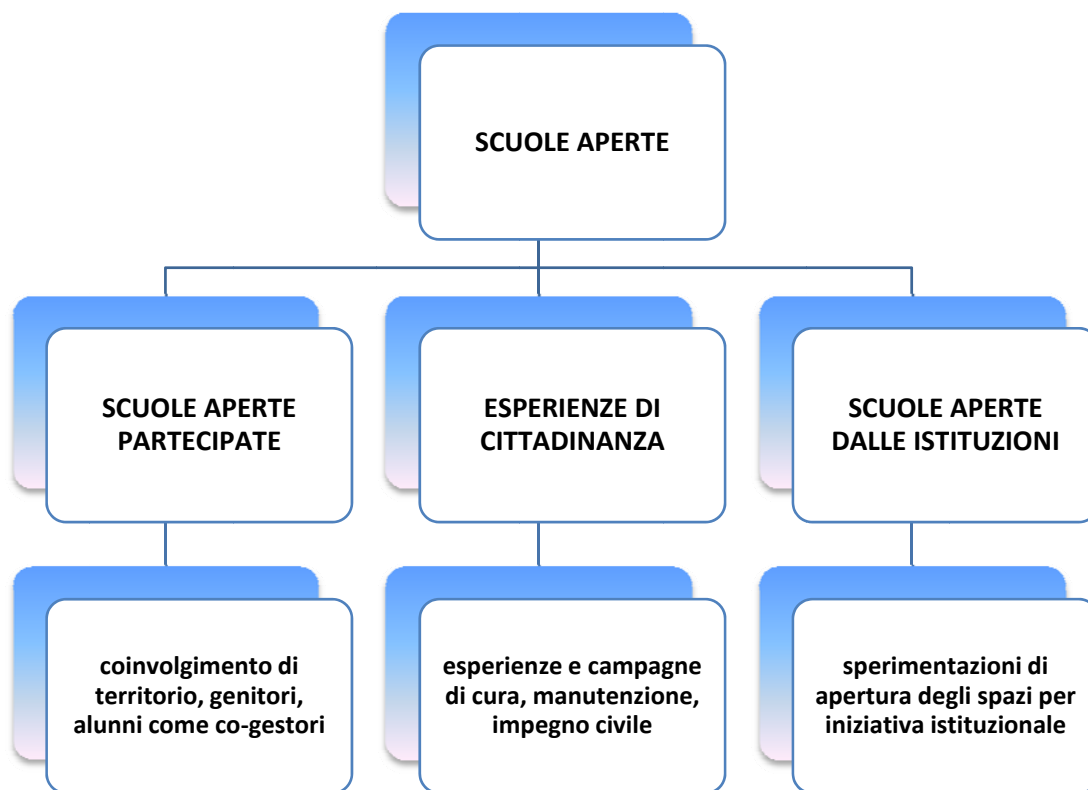 SCUOLE APERTE
SCUOLE APERTE
PARTECIPATE
ESPERIENZE DI
CITTADINANZA
SCUOLE APERTE
DALLE ISTITUZIONI
coinvolgimento di
territorio, genitori,
alunni come co-gestori
esperienze e campagne
di cura, manutenzione,
impegno civile
sperimentazioni di
apertura degli spazi per
iniziativa istituzionale